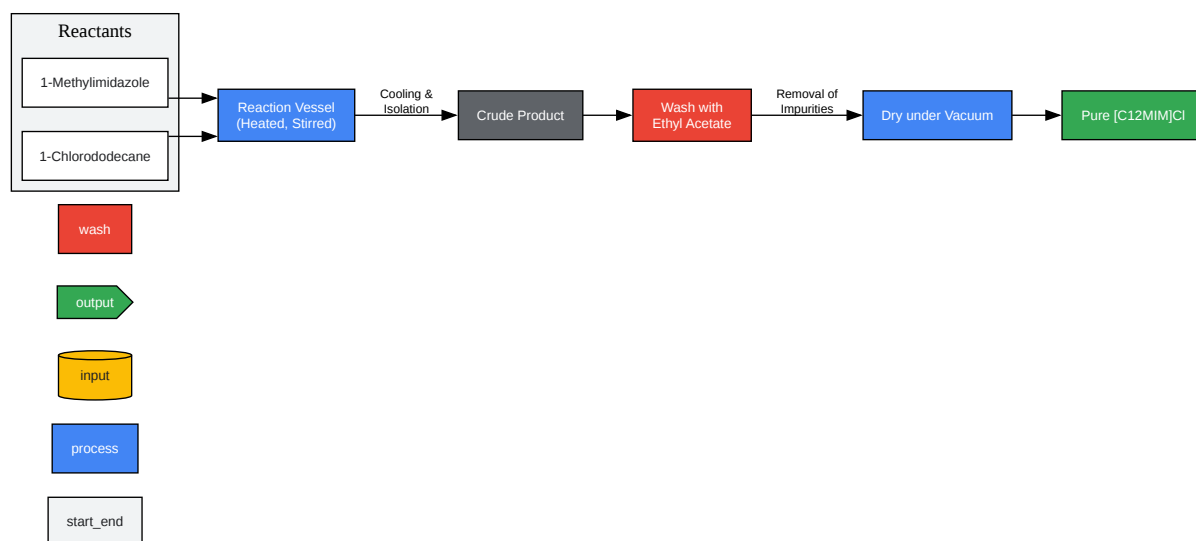 Reactants
1-Methylimidazole
1-Chlorododecane
Reaction Vessel
(Heated, Stirred)
Cooling &
Isolation
Crude Product
Wash with
Ethyl Acetate
Removal of
Impurities
Dry under Vacuum
Pure [C12MIM]Cl
wash
output
input
process
start_end